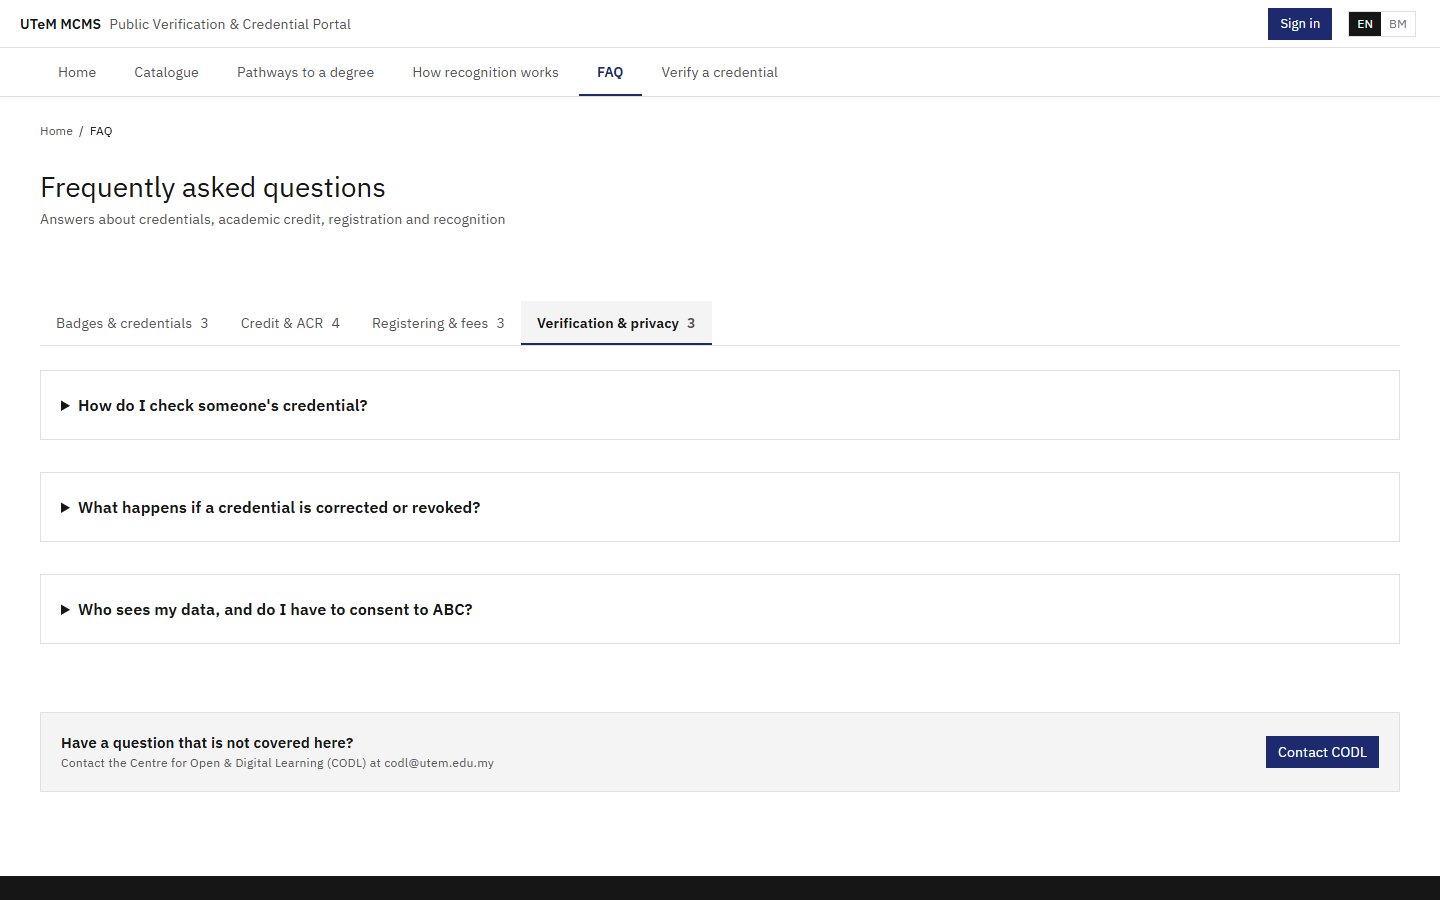 UTeM MCMS Public Verification & Credential Portal
Sign in
EN BM
Home Catalogue Pathways to a degree How recognition works FAQ Verify a credential
Home / FAQ
Frequently asked questions
Answers about credentials, academic credit, registration and recognition
Badges & credentials 3 Credit & ACR 4 Registering & fees 3 Verification & privacy 3
How do I check someone's credential?
What happens if a credential is corrected or revoked?
Who sees my data, and do I have to consent to ABC?
Have a question that is not covered here?
Contact the Centre for Open & Digital Learning (CODL) at codl@utem.edu.my
Contact CODL